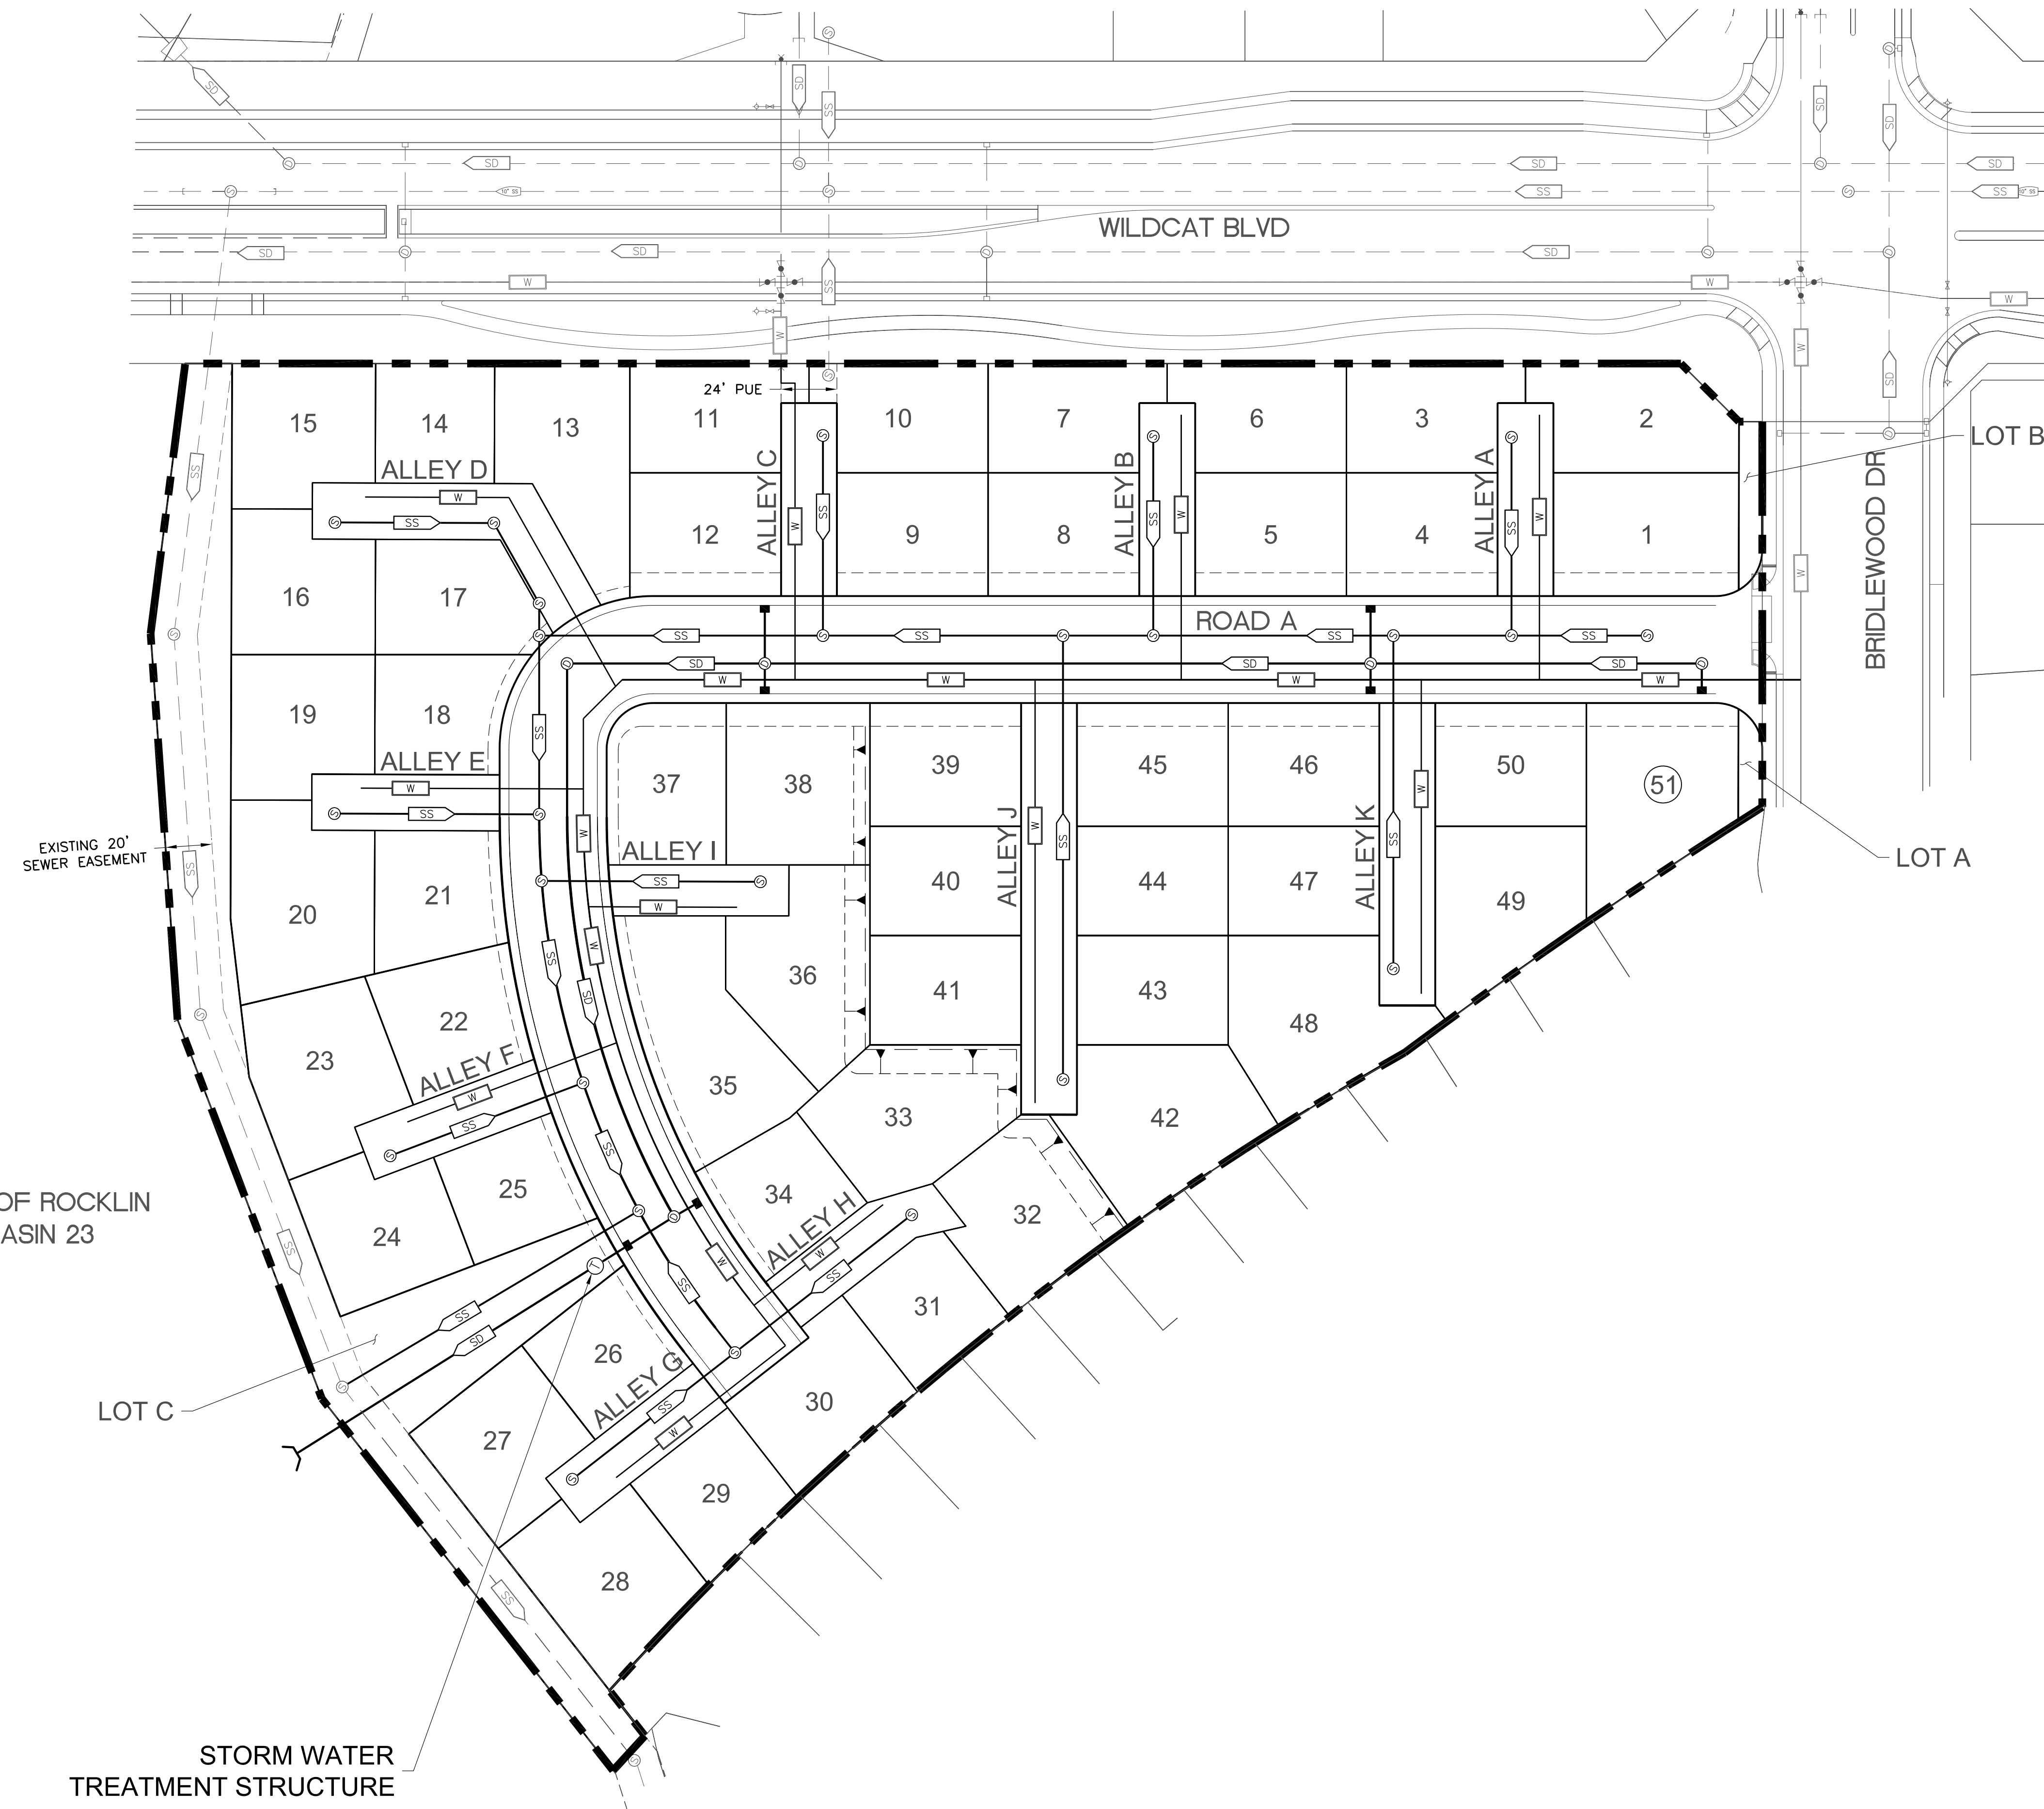 WILDCAT BLVD
24' PUE
15
14
13
11
10
7
6
3
2
LOT B
ALLEY D
ALLEY C
ALLEY B
ALLEY A
BRIDLEWOOD DR
12
9
8
5
4
1
16
17
ROAD A
19
18
ALLEY E
37
38
39
45
46
50
51
EXISTING 20'
SEWER EASEMENT
LOT A
ALLEY I
ALLEY J
ALLEY K
20
21
40
44
47
49
36
41
43
48
23
22
ALLEY F
35
33
42
OF ROCKLIN
ASIN 23
24
25
34
ALLEY H
32
31
LOT C
26
ALLEY G
30
27
29
28
STORM WATER
TREATMENT STRUCTURE
SD
SS
W
10" SS
S
D
T